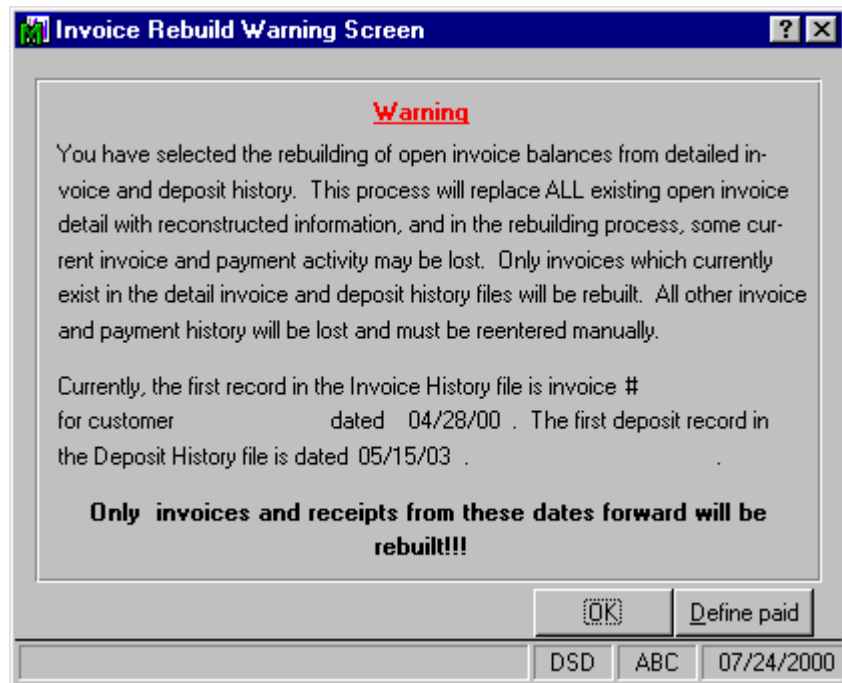 Invoice Rebuild Warning Screen
Warning
You have selected the rebuilding of open invoice balances from detailed in-
voice and deposit history.  This process will replace ALL existing open invoice
detail with reconstructed information, and in the rebuilding process, some cur-
rent invoice and payment activity may be lost.  Only invoices which currently
exist in the detail invoice and deposit history files will be rebuilt.  All other invoice
and payment history will be lost and must be reentered manually.
Currently, the first record in the Invoice History file is invoice #
for customer dated 04/28/00 . The first deposit record in
the Deposit History file is dated 05/15/03 . .
Only invoices and receipts from these dates forward will be
rebuilt!!!
OK Define paid
DSD ABC 07/24/2000